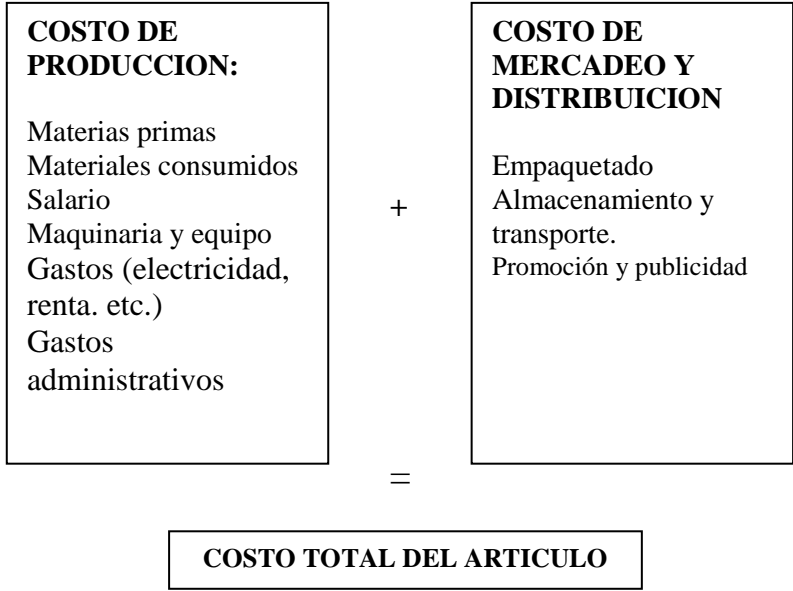 COSTO DE
PRODUCCION:
Materias primas
Materiales consumidos
Salario
Maquinaria y equipo
Gastos (electricidad,
renta. etc.)
Gastos
administrativos
+
COSTO DE
MERCADEO Y
DISTRIBUICION
Empaquetado
Almacenamiento y
transporte.
Promoción y publicidad
=
COSTO TOTAL DEL ARTICULO